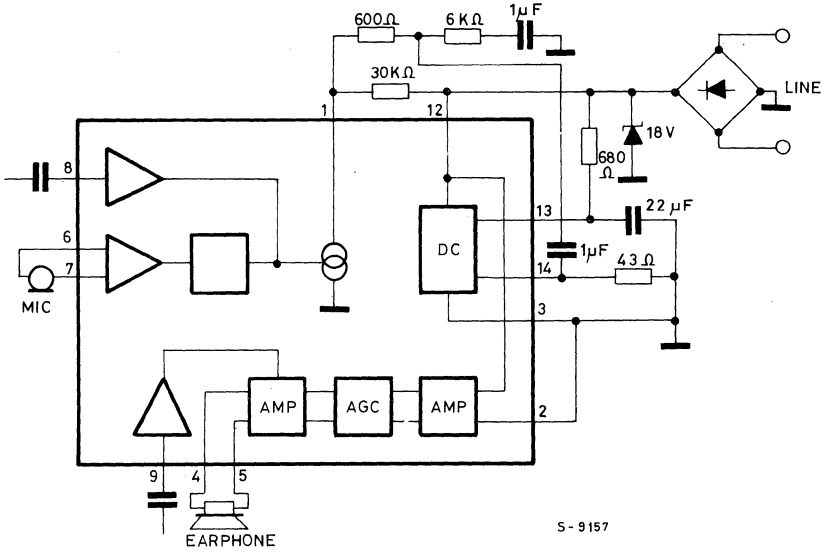 600Ω
6KΩ
1µF
30KΩ
LINE
1
12
18V
680
Ω
8
13
22µF
6
DC
1µF
7
14
43Ω
MIC
3
AMP
AGC
AMP
2
9
4
5
EARPHONE
S-9157